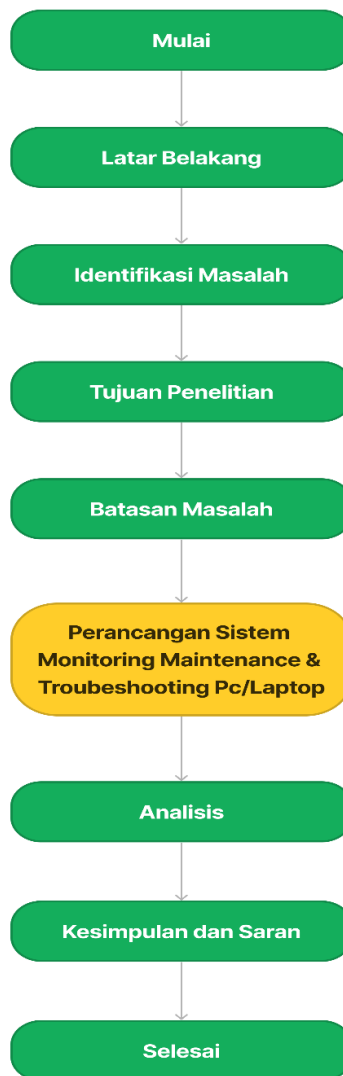 Mulai
Latar Belakang
Identifikasi Masalah
Tujuan Penelitian
Batasan Masalah
Perancangan Sistem
Monitoring Maintenance &
Troubeshooting Pc/Laptop
Analisis
Kesimpulan dan Saran
Selesai